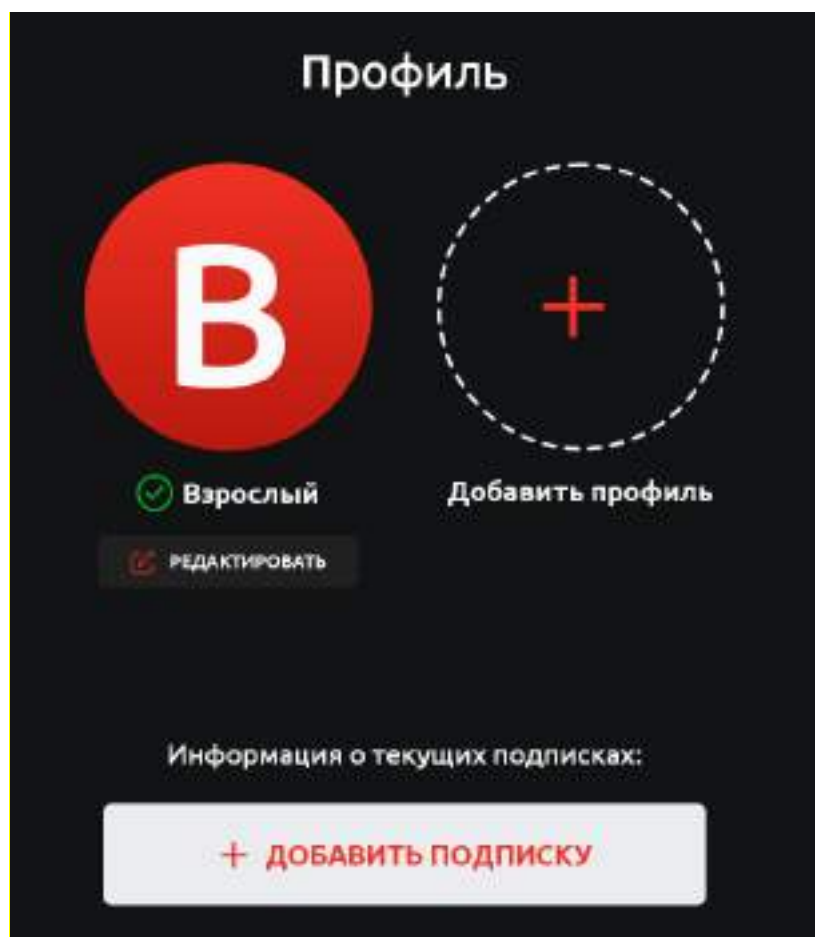 Профиль
В
Взрослый
Добавить профиль
РЕДАКТИРОВАТЬ
Информация о текущих подписках:
+ ДОБАВИТЬ ПОДПИСКУ